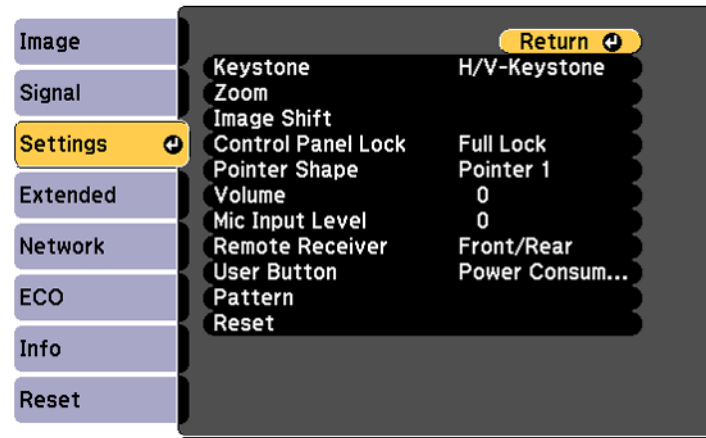 Image
Signal
Settings
Extended
Network
ECO
Info
Reset
Return
Keystone H/V-Keystone
Zoom
Image Shift
Control Panel Lock Full Lock
Pointer Shape Pointer 1
Volume 0
Mic Input Level 0
Remote Receiver Front/Rear
User Button Power Consum...
Pattern
Reset